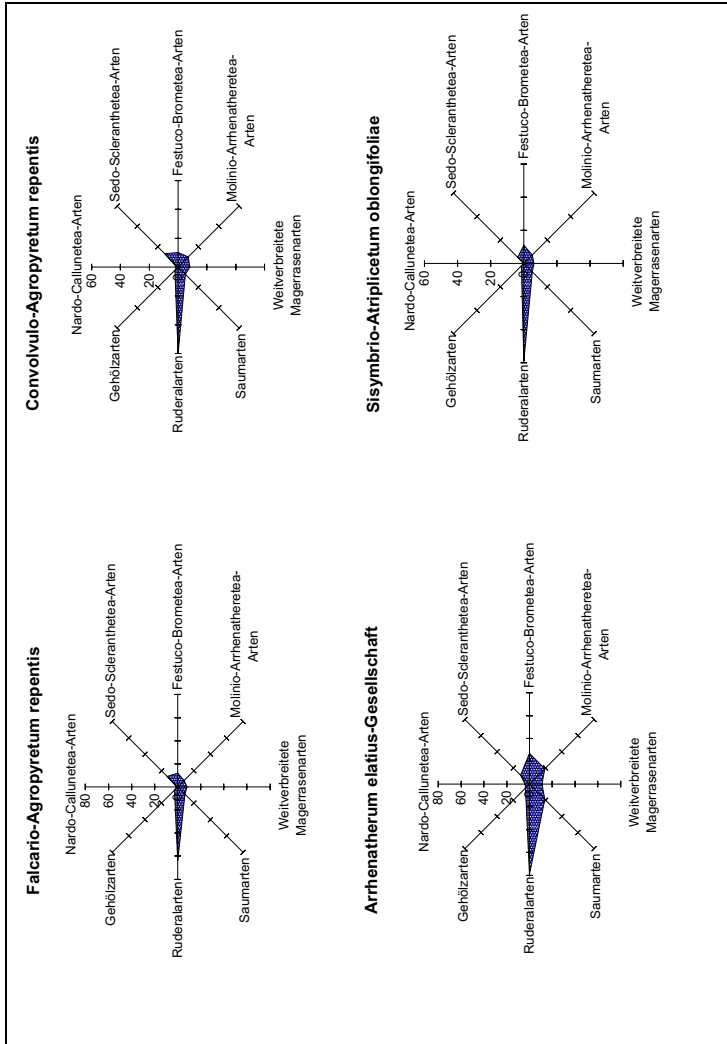 Falcario-Agropyretum repentis
Nardo-Callunetea-Arten
80
60
40
20
0
Sedo-Scleranthetea-Arten
Festuco-Brometea-Arten
Molinio-Arrhenatheretea-
Arten
Weitverbreitete
Magerrasenarten
Saumarten
Ruderalarten
Gehölzarten
Convolvulo-Agropyretum repentis
Nardo-Callunetea-Arten
60
40
20
0
Sedo-Scleranthetea-Arten
Festuco-Brometea-Arten
Molinio-Arrhenatheretea-
Arten
Weitverbreitete
Magerrasenarten
Saumarten
Ruderalarten
Gehölzarten
Arrhenatherum elatius-Gesellschaft
Nardo-Callunetea-Arten
80
60
40
20
0
Sedo-Scleranthetea-Arten
Festuco-Brometea-Arten
Molinio-Arrhenatheretea-
Arten
Weitverbreitete
Magerrasenarten
Saumarten
Ruderalarten
Gehölzarten
Sisymbrio-Atriplicetum oblongifoliae
Nardo-Callunetea-Arten
60
40
20
0
Sedo-Scleranthetea-Arten
Festuco-Brometea-Arten
Molinio-Arrhenatheretea-
Arten
Weitverbreitete
Magerrasenarten
Saumarten
Ruderalarten
Gehölzarten